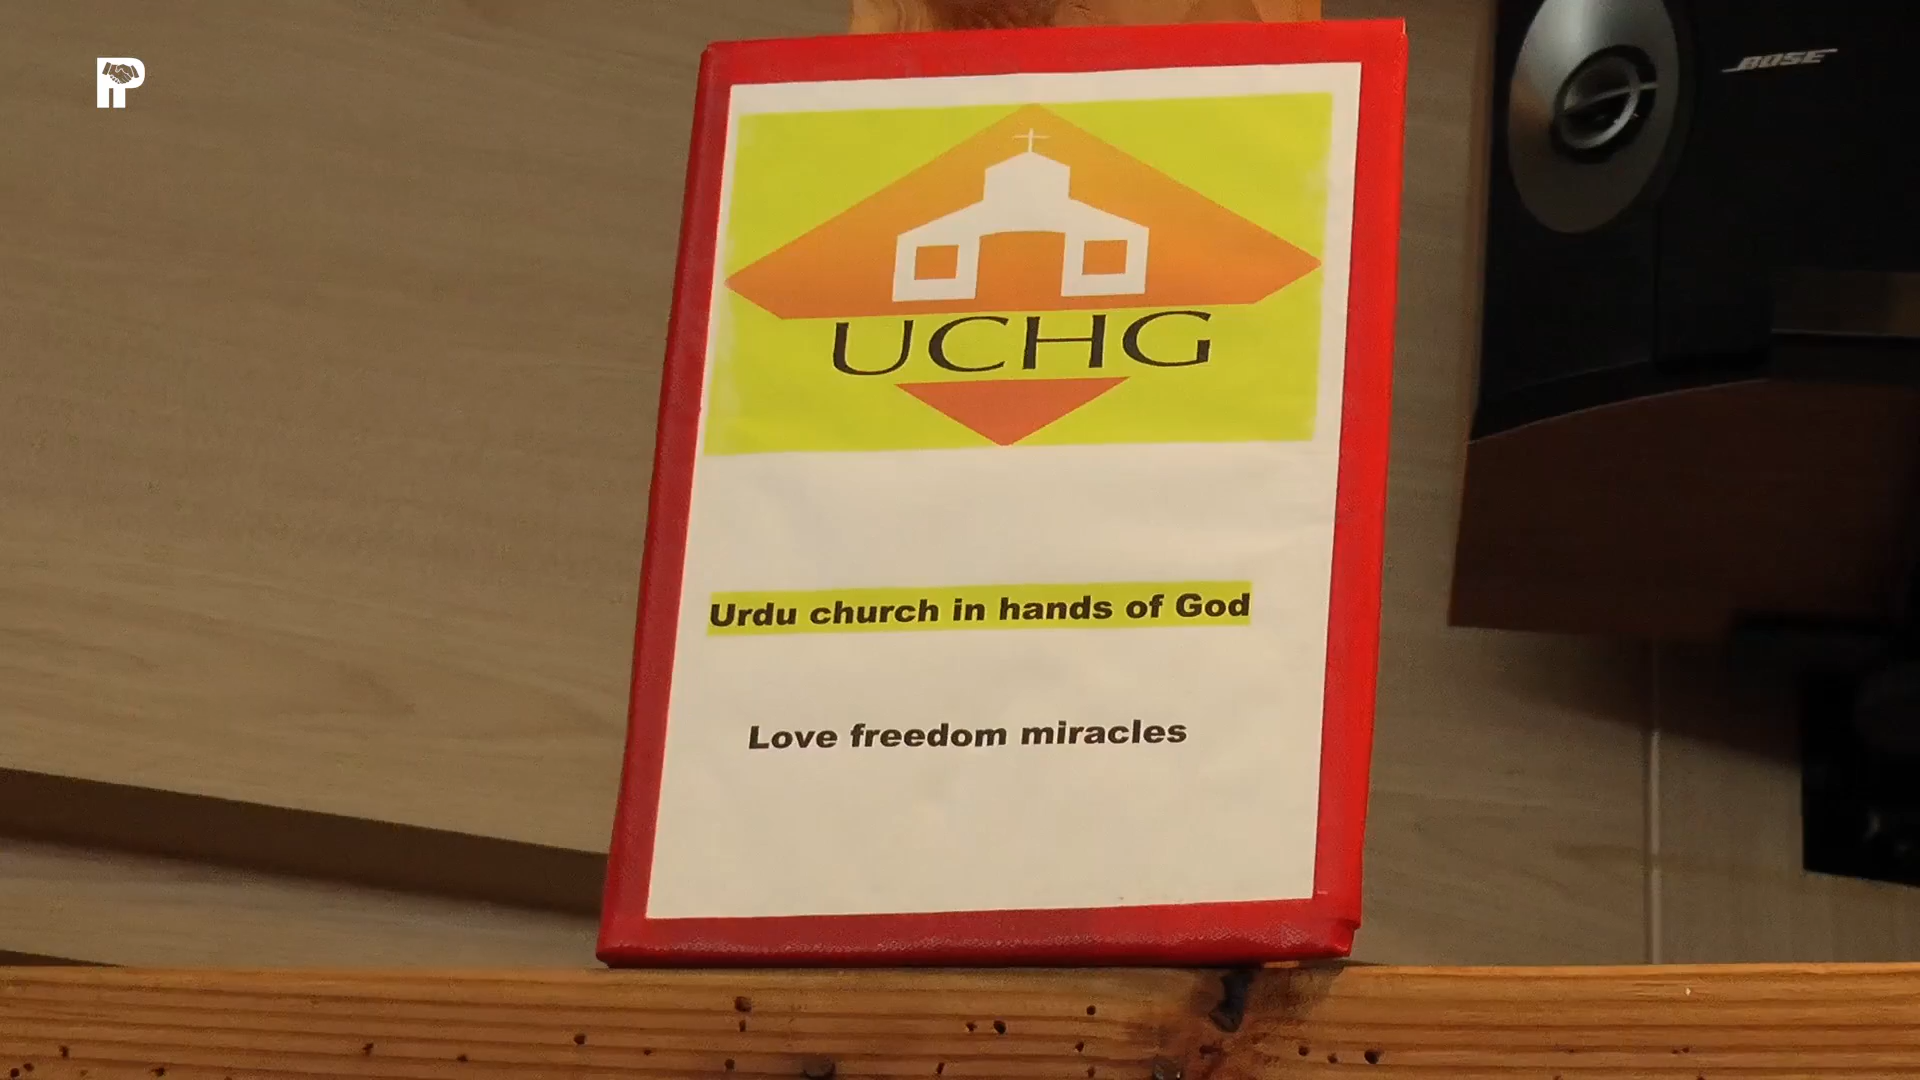 P
BOSE
UCHG
Urdu church in hands of God
Love freedom miracles